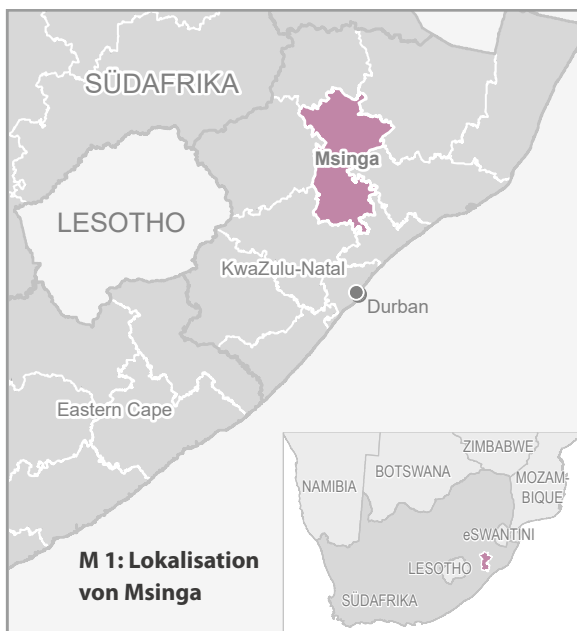 SÜDAFRIKA
Msinga
LESOTHO
KwaZulu-Natal
Durban
Eastern Cape
M 1: Lokalisation
von Msinga
ZIMBABWE
NAMIBIA
BOTSWANA
MOZAM-
BIQUE
eSWANTINI
LESOTHO
SÜDAFRIKA